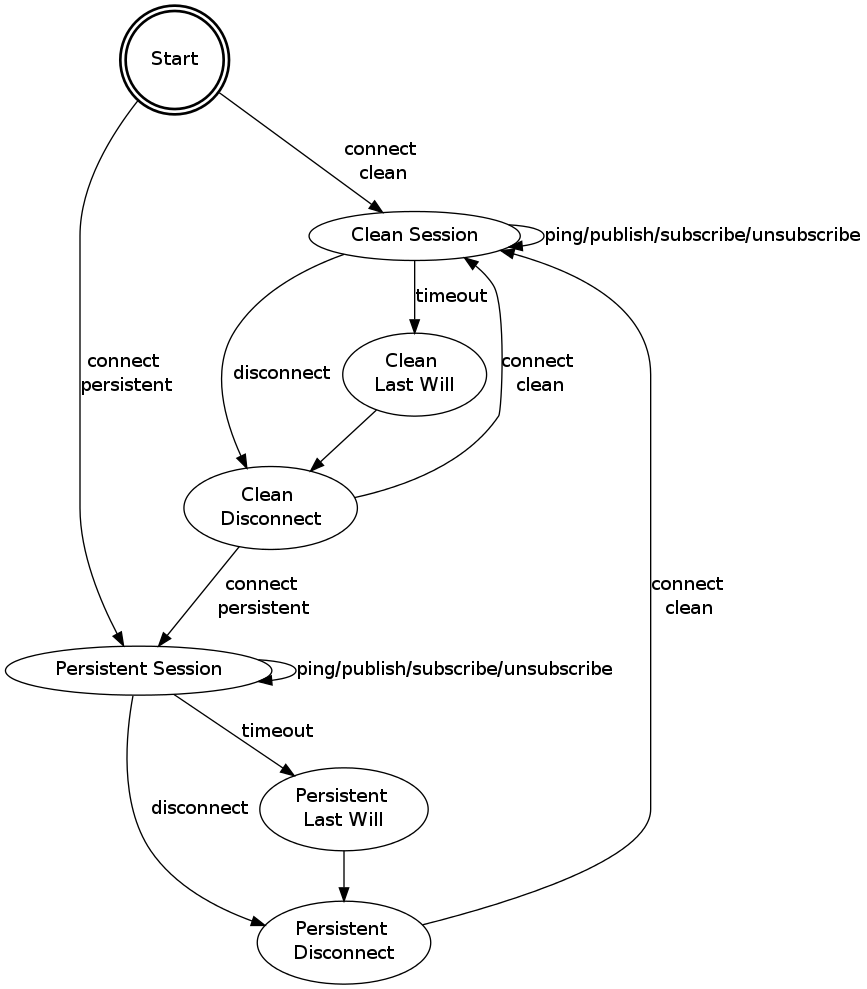 Start
connect
clean
Clean Session
ping/publish/subscribe/unsubscribe
timeout
connect
persistent
disconnect
Clean
Last Will
connect
clean
Clean
Disconnect
connect
persistent
connect
clean
Persistent Session
ping/publish/subscribe/unsubscribe
timeout
disconnect
Persistent
Last Will
Persistent
Disconnect